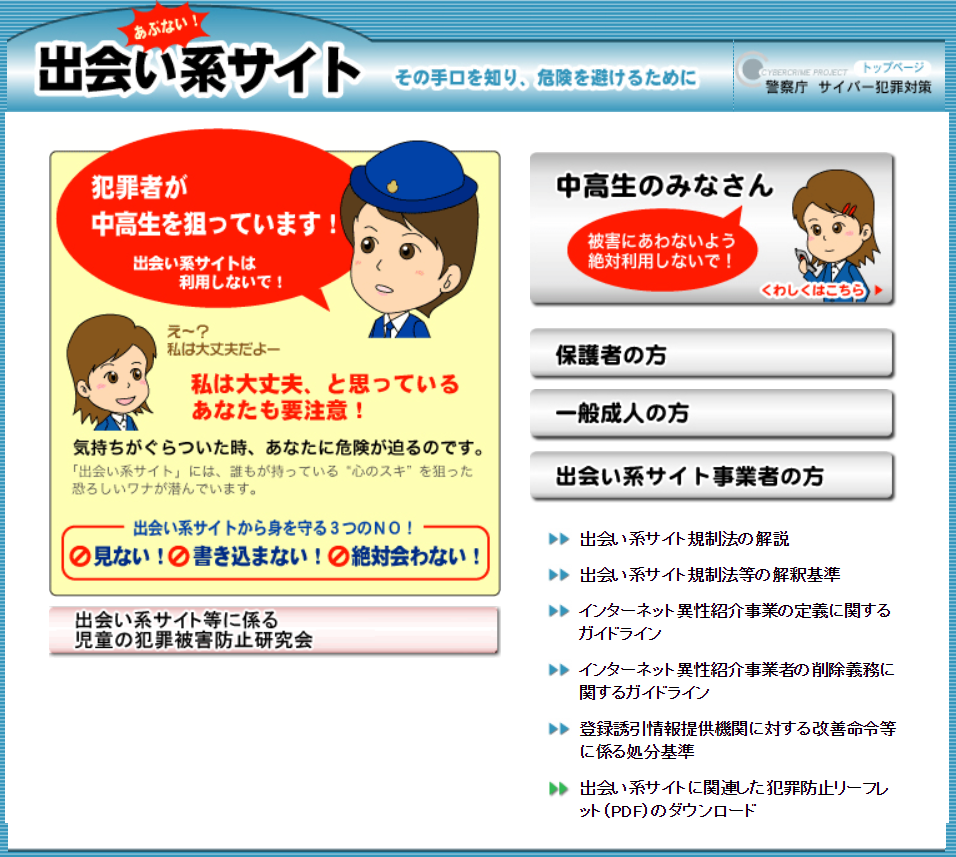 あぶない！
出会い系サイト
その手口を知り、危険を避けるために
CYBERCRIME PROJECT
トップページ
警察庁 サイバー犯罪対策
犯罪者が
中高生を狙っています！
出会い系サイトは
利用しないで！
え～？
私は大丈夫だよー
私は大丈夫、と思っている
あなたも要注意！
気持ちがぐらついた時、あなたに危険が迫るのです。
「出会い系サイト」には、誰もが持っている“心のスキ”を狙った
恐ろしいワナが潜んでいます。
出会い系サイトから身を守る３つのＮＯ！
見ない！書き込まない！絶対会わない！
出会い系サイト等に係る
児童の犯罪被害防止研究会
中高生のみなさん
被害にあわないよう
絶対利用しないで！
くわしくはこちら
保護者の方
一般成人の方
出会い系サイト事業者の方
出会い系サイト規制法の解説
出会い系サイト規制法等の解釈基準
インターネット異性紹介事業の定義に関する
ガイドライン
インターネット異性紹介事業者の削除義務に
関するガイドライン
登録誘引情報提供機関に対する改善命令等
に係る処分基準
出会い系サイトに関連した犯罪防止リーフレ
ット（PDF）のダウンロード